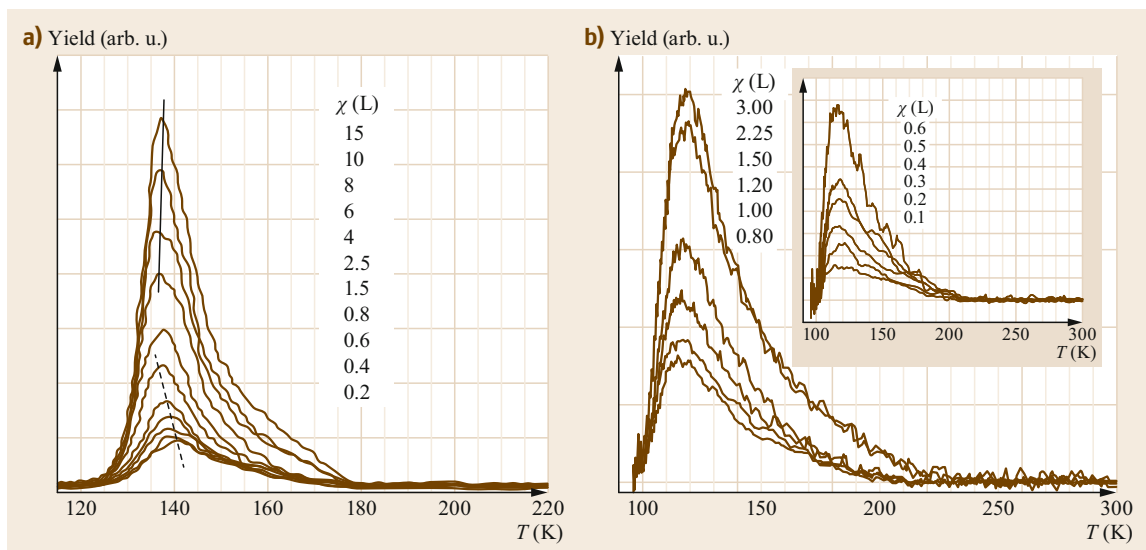 a) Yield (arb. u.)
χ (L)
15
10
8
6
4
2.5
1.5
0.8
0.6
0.4
0.2
120 140 160 180 200 220
T (K)
b) Yield (arb. u.)
χ (L)
3.00
2.25
1.50
1.20
1.00
0.80
100 150 200 250 300
T (K)
χ (L)
0.6
0.5
0.4
0.3
0.2
0.1
100 150 200 250 300
T (K)